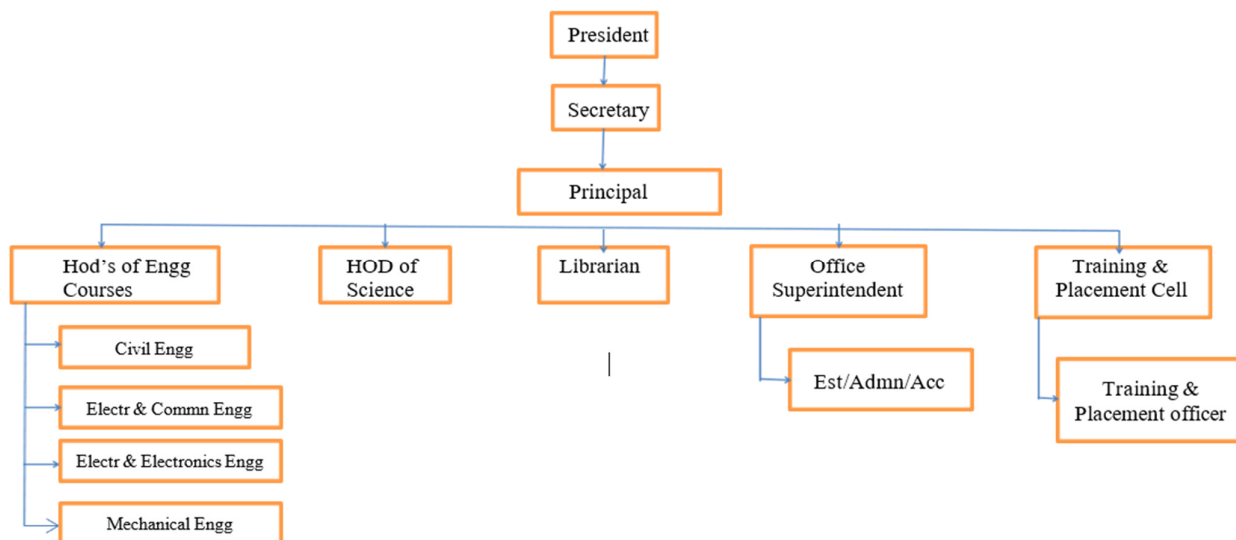 President
Secretary
Principal
Hod's of Engg
Courses
HOD of
Science
Librarian
Office
Superintendent
Training &
Placement Cell
Civil Engg
Electr & Commn Engg
Electr & Electronics Engg
Mechanical Engg
Est/Admn/Acc
Training &
Placement officer